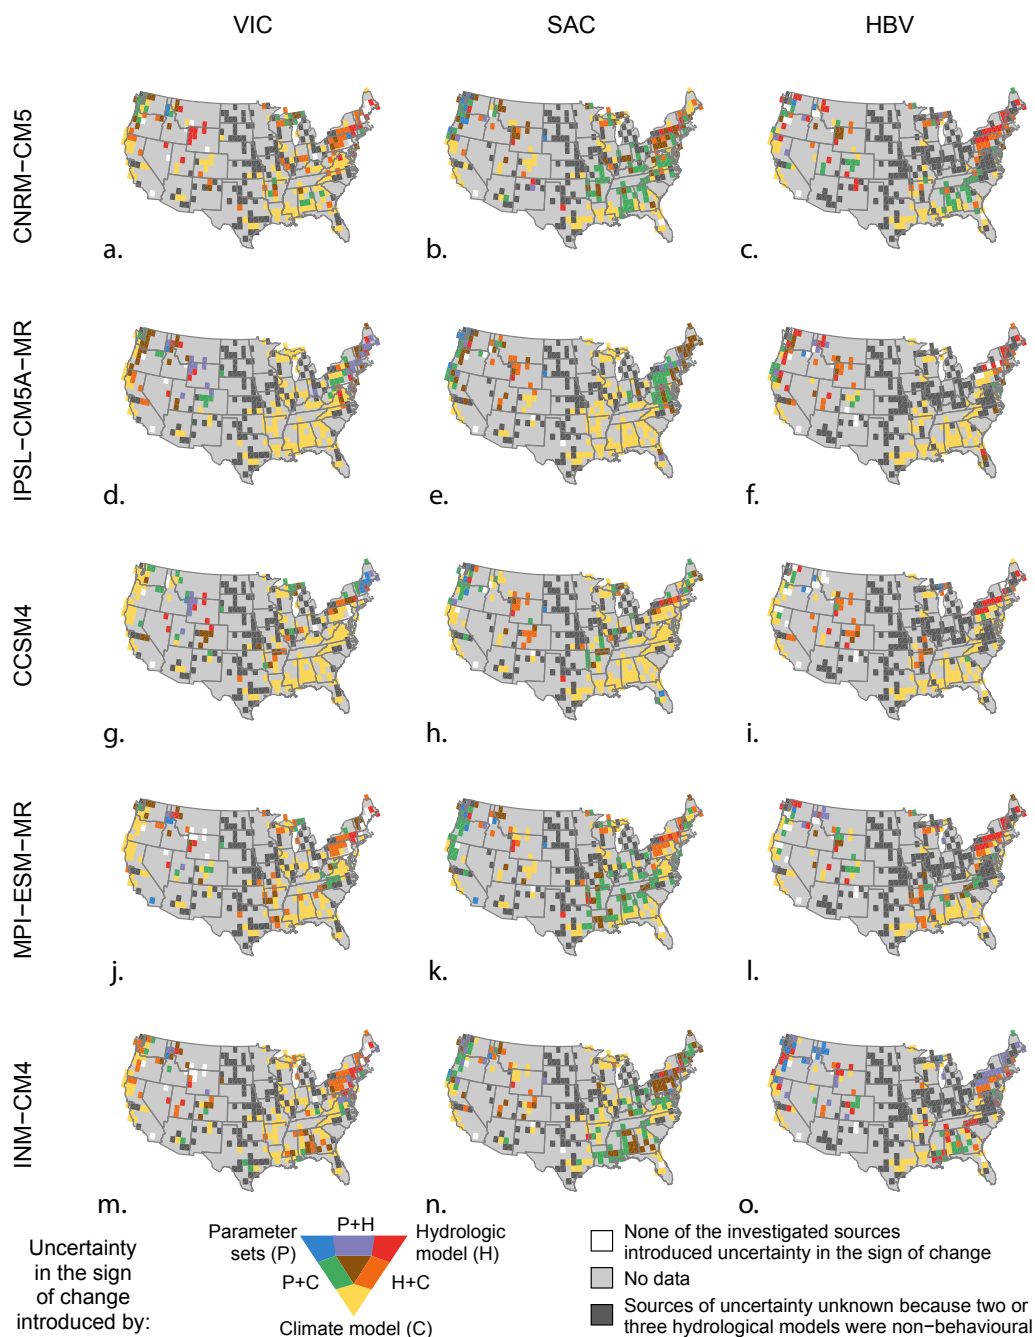 VIC SAC HBV
CNRM−CM5
a. b. c.
IPSL−CM5A−MR
d. e. f.
CCSM4
g. h. i.
MPI−ESM−MR
j. k. l.
INM−CM4
m. n. o.
Uncertainty
in the sign
of change
introduced by:
Parameter
sets (P)
P+H
Hydrologic
model (H)
P+C
H+C
Climate model (C)
None of the investigated sources
introduced uncertainty in the sign of change
No data
Sources of uncertainty unknown because two or
three hydrological models were non−behavioural